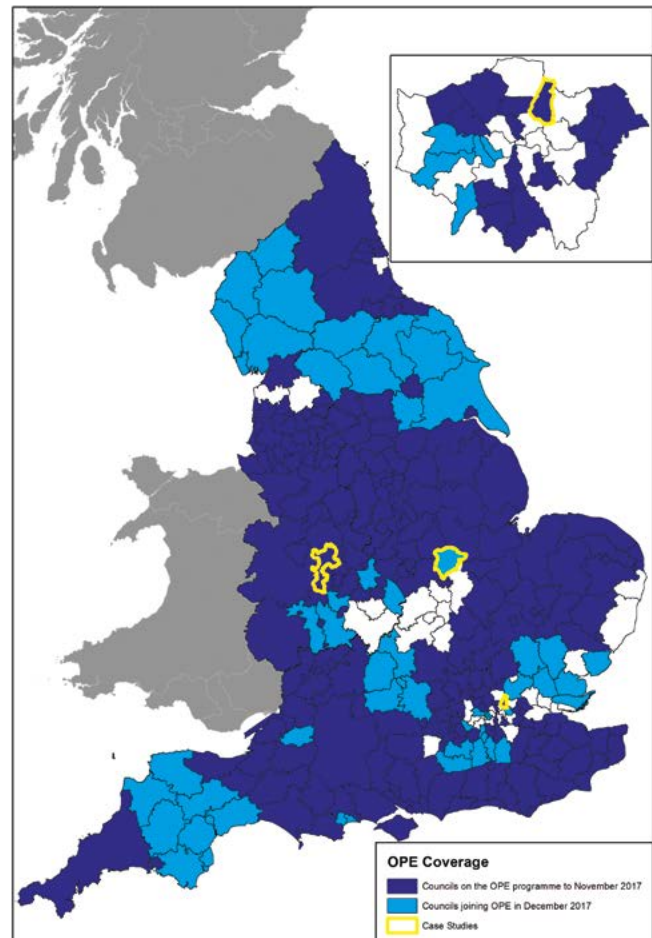 OPE Coverage
Councils on the OPE programme to November 2017
Councils joining OPE in December 2017
Case Studies